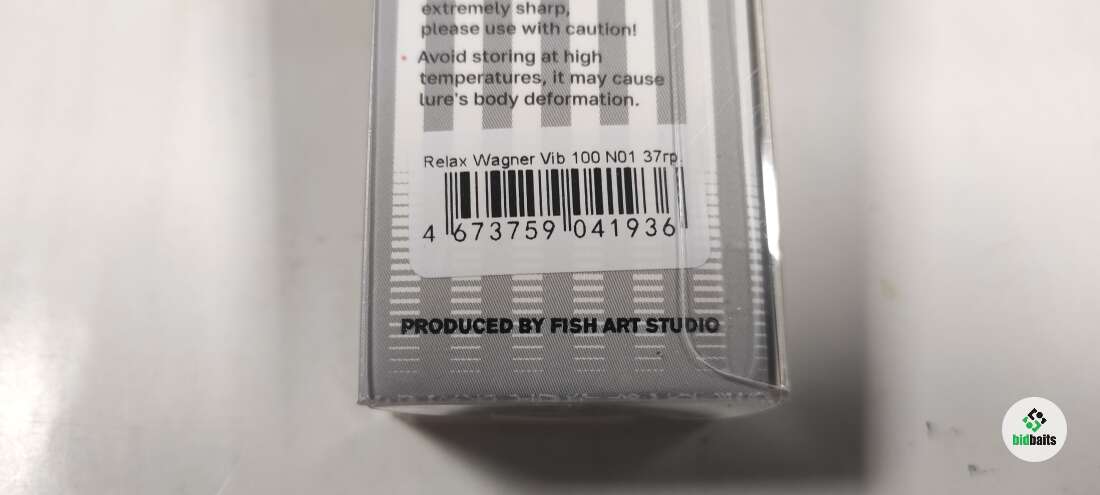 extremely sharp,
please use with caution!
• Avoid storing at high
temperatures, it may cause
lure's body deformation.
Relax Wagner Vib 100 N01 37гр.
4 673759 041936
PRODUCED BY FISH ART STUDIO
bidbaits